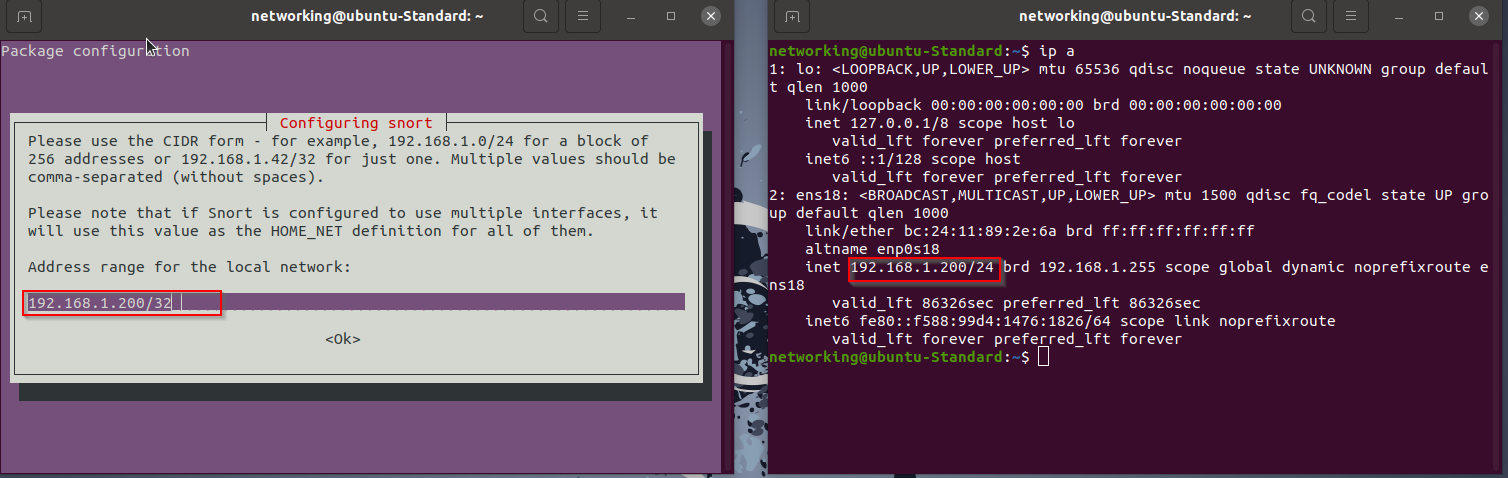 networking@ubuntu-Standard: ~
Package configuration
Configuring snort
Please use the CIDR form - for example, 192.168.1.0/24 for a block of
256 addresses or 192.168.1.42/32 for just one. Multiple values should be
comma-separated (without spaces).
Please note that if Snort is configured to use multiple interfaces, it
will use this value as the HOME_NET definition for all of them.
Address range for the local network:
192.168.1.200/32
<Ok>
networking@ubuntu-Standard: ~
networking@ubuntu-Standard:~$ ip a
1: lo: <LOOPBACK,UP,LOWER_UP> mtu 65536 qdisc noqueue state UNKNOWN group defaul
t qlen 1000
link/loopback 00:00:00:00:00:00 brd 00:00:00:00:00:00
inet 127.0.0.1/8 scope host lo
valid_lft forever preferred_lft forever
inet6 ::1/128 scope host
valid_lft forever preferred_lft forever
2: ens18: <BROADCAST,MULTICAST,UP,LOWER_UP> mtu 1500 qdisc fq_codel state UP gro
up default qlen 1000
link/ether bc:24:11:89:2e:6a brd ff:ff:ff:ff:ff:ff
altname enp0s18
inet 192.168.1.200/24 brd 192.168.1.255 scope global dynamic noprefixroute e
ns18
valid_lft 86326sec preferred_lft 86326sec
inet6 fe80::f588:99d4:1476:1826/64 scope link noprefixroute
valid_lft forever preferred_lft forever
networking@ubuntu-Standard:~$